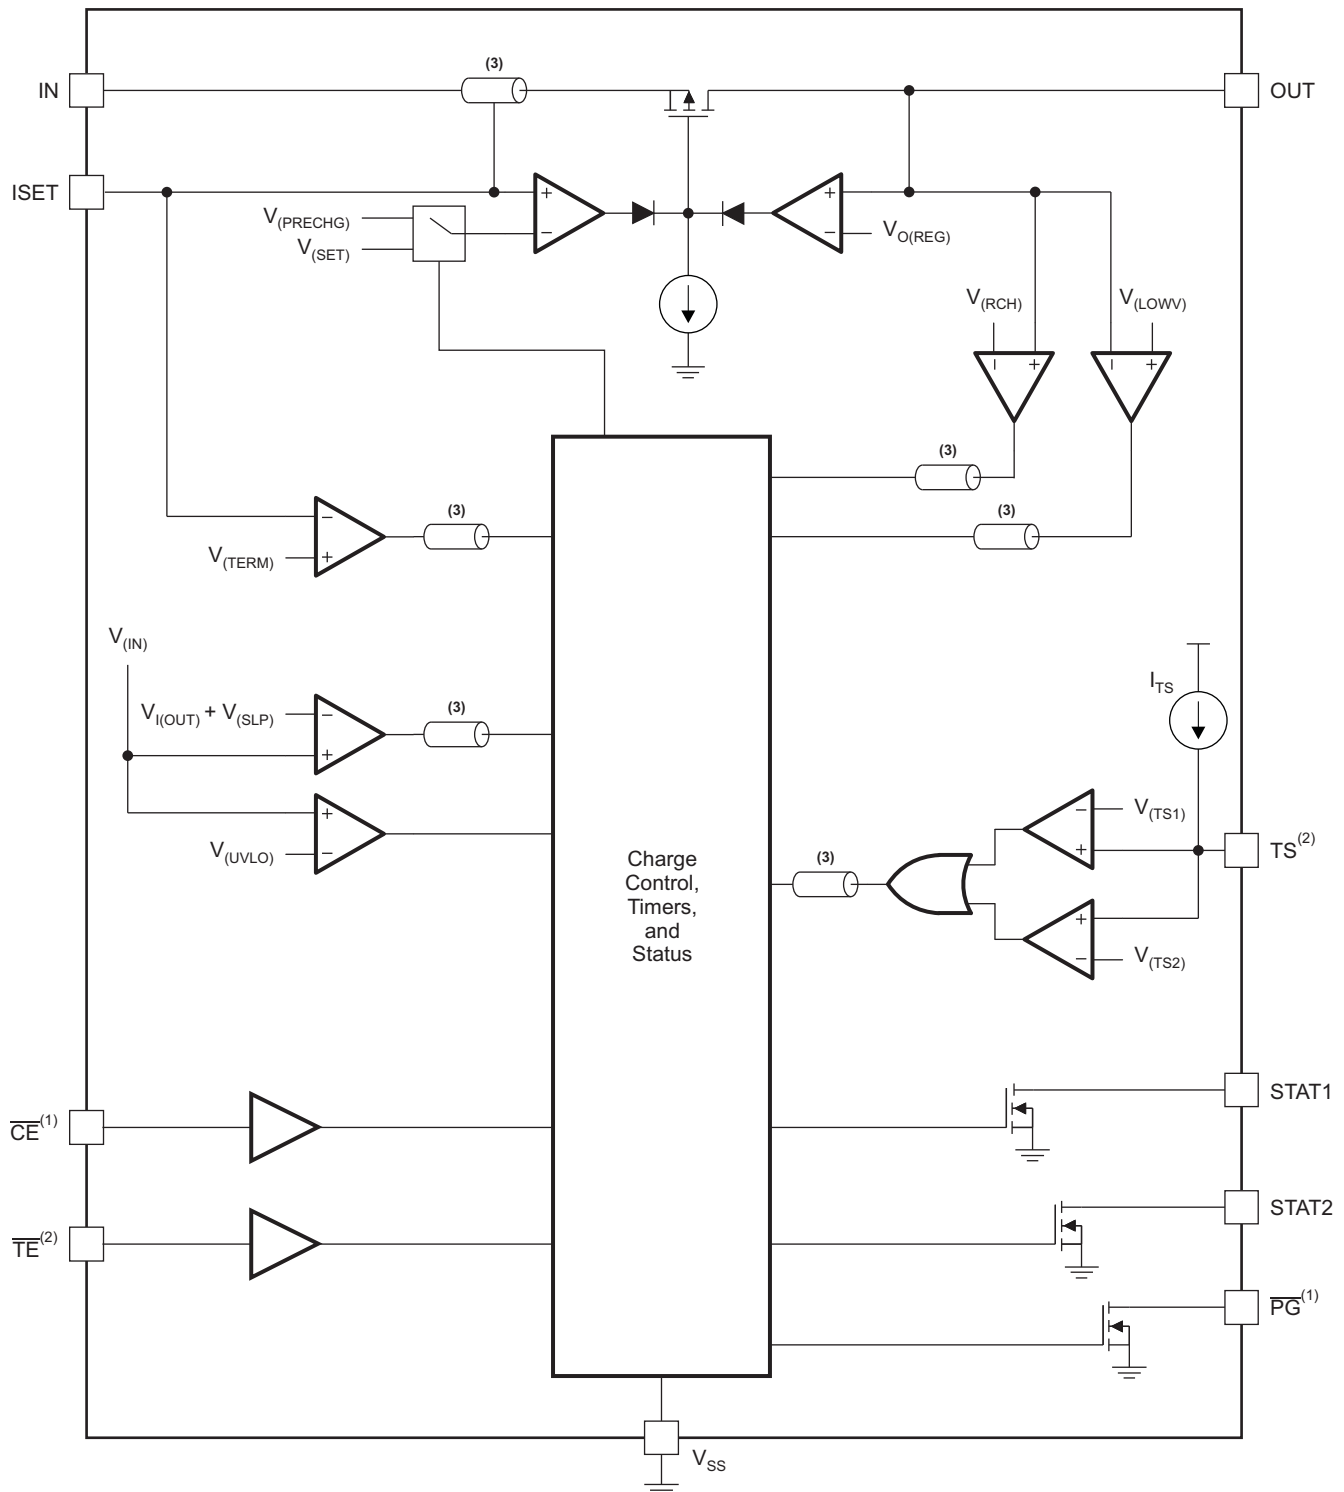 (3)
IN
OUT
ISET
+
+
V(PRECHG)
V(SET)
−
−
VO(REG)
V(RCH)
V(LOWV)
− +
− +
(3)
(3)
(3)
−
V(TERM)
+
V(IN)
ITS
(3)
VI(OUT) + V(SLP)
−
+
+
V(UVLO)
−
−
V(TS1)
+
TS(2)
(3)
Charge
Control,
Timers,
and
Status
+
−
V(TS2)
CE(1)
STAT1
TE(2)
STAT2
PG(1)
VSS